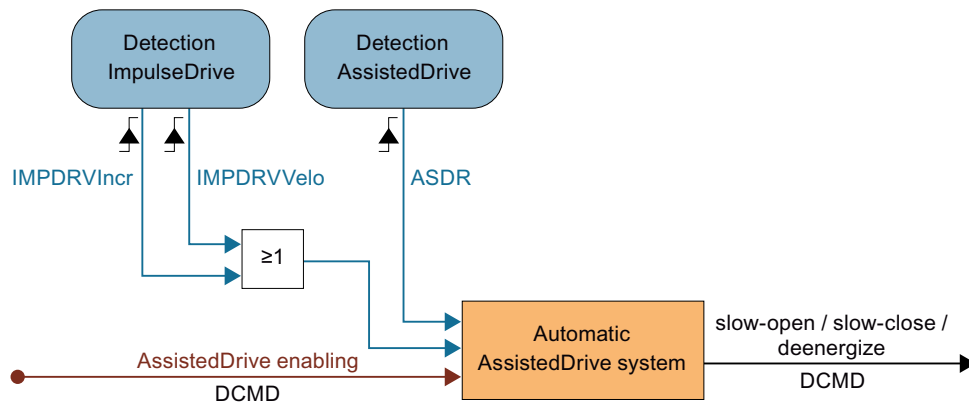 Detection
ImpulseDrive
Detection
AssistedDrive
IMPDRVIncr
IMPDRVVelo
ASDR
≥1
Automatic
AssistedDrive system
slow-open / slow-close /
deenergize
DCMD
AssistedDrive enabling
DCMD